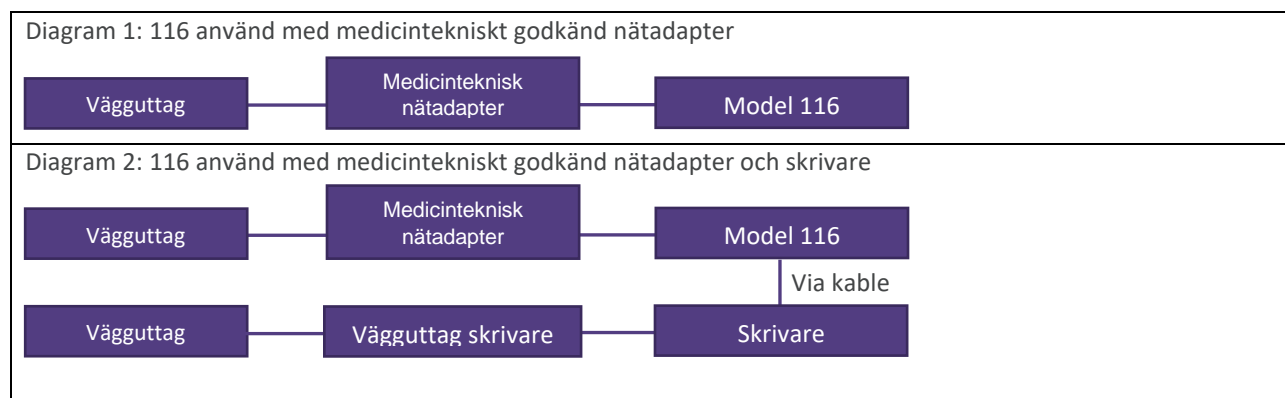 Diagram 1: 116 använd med medicintekniskt godkänd nätadapter
Vägguttag
Medicinteknisk
nätadapter
Model 116
Diagram 2: 116 använd med medicintekniskt godkänd nätadapter och skrivare
Vägguttag
Medicinteknisk
nätadapter
Model 116
Via kable
Vägguttag
Vägguttag skrivare
Skrivare